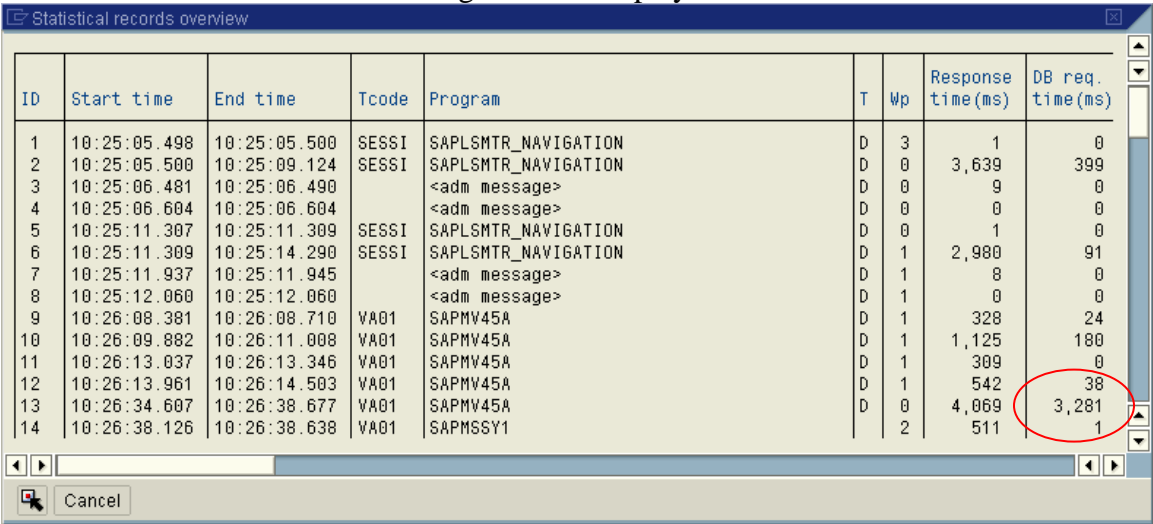 Statistical records overview
Response DB req.
ID Start time End time Tcode Program T Wp time(ms) time(ms)
1 10:25:05.498 10:25:05.500 SESSI SAPLSMTR_NAVIGATION D 3 1 0
2 10:25:05.500 10:25:09.124 SESSI SAPLSMTR_NAVIGATION D 0 3,639 399
3 10:25:06.481 10:25:06.490 <adm message> D 0 9 0
4 10:25:06.604 10:25:06.604 <adm message> D 0 0 0
5 10:25:11.307 10:25:11.309 SESSI SAPLSMTR_NAVIGATION D 0 1 0
6 10:25:11.309 10:25:14.290 SESSI SAPLSMTR_NAVIGATION D 1 2,980 91
7 10:25:11.937 10:25:11.945 <adm message> D 1 8 0
8 10:25:12.060 10:25:12.060 <adm message> D 1 0 0
9 10:26:08.381 10:26:08.710 VA01 SAPMV45A D 1 328 24
10 10:26:09.882 10:26:11.008 VA01 SAPMV45A D 1 1,125 180
11 10:26:13.037 10:26:13.346 VA01 SAPMV45A D 1 309 0
12 10:26:13.961 10:26:14.503 VA01 SAPMV45A D 1 542 38
13 10:26:34.607 10:26:38.677 VA01 SAPMV45A D 0 4,069 3,281
14 10:26:38.126 10:26:38.638 VA01 SAPMSSY1 2 511 1
Cancel